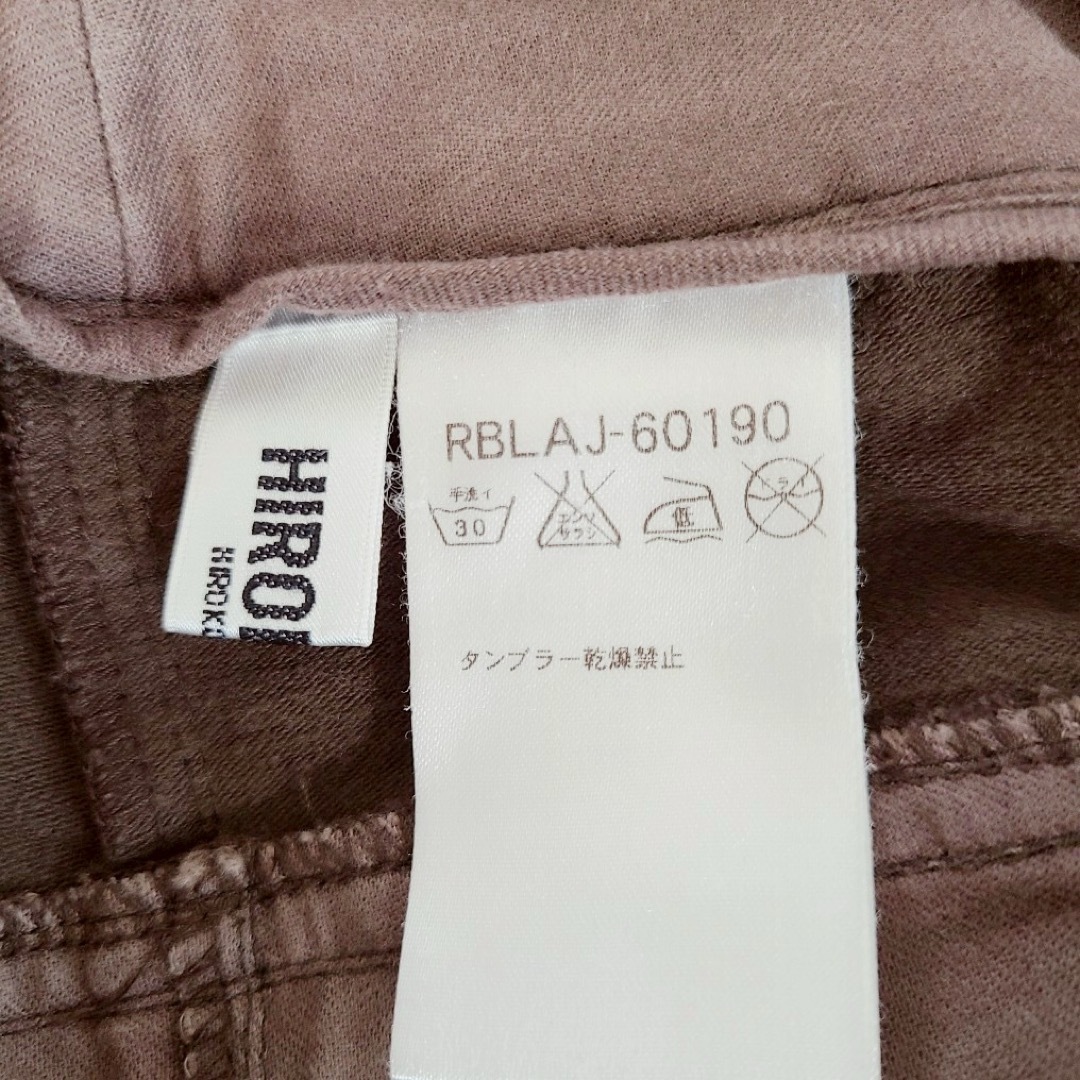 RBLAJ-60190
手洗イ
30
エンソ
サラシ
低
ドライ
タンブラー乾燥禁止
HIRO
HIROK